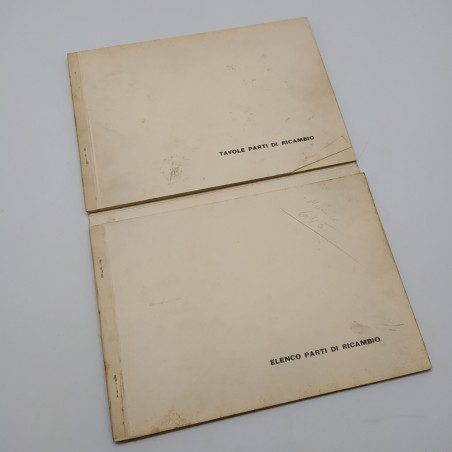 TAVOLE PARTI DI RICAMBIO
ELENCO PARTI DI RICAMBIO